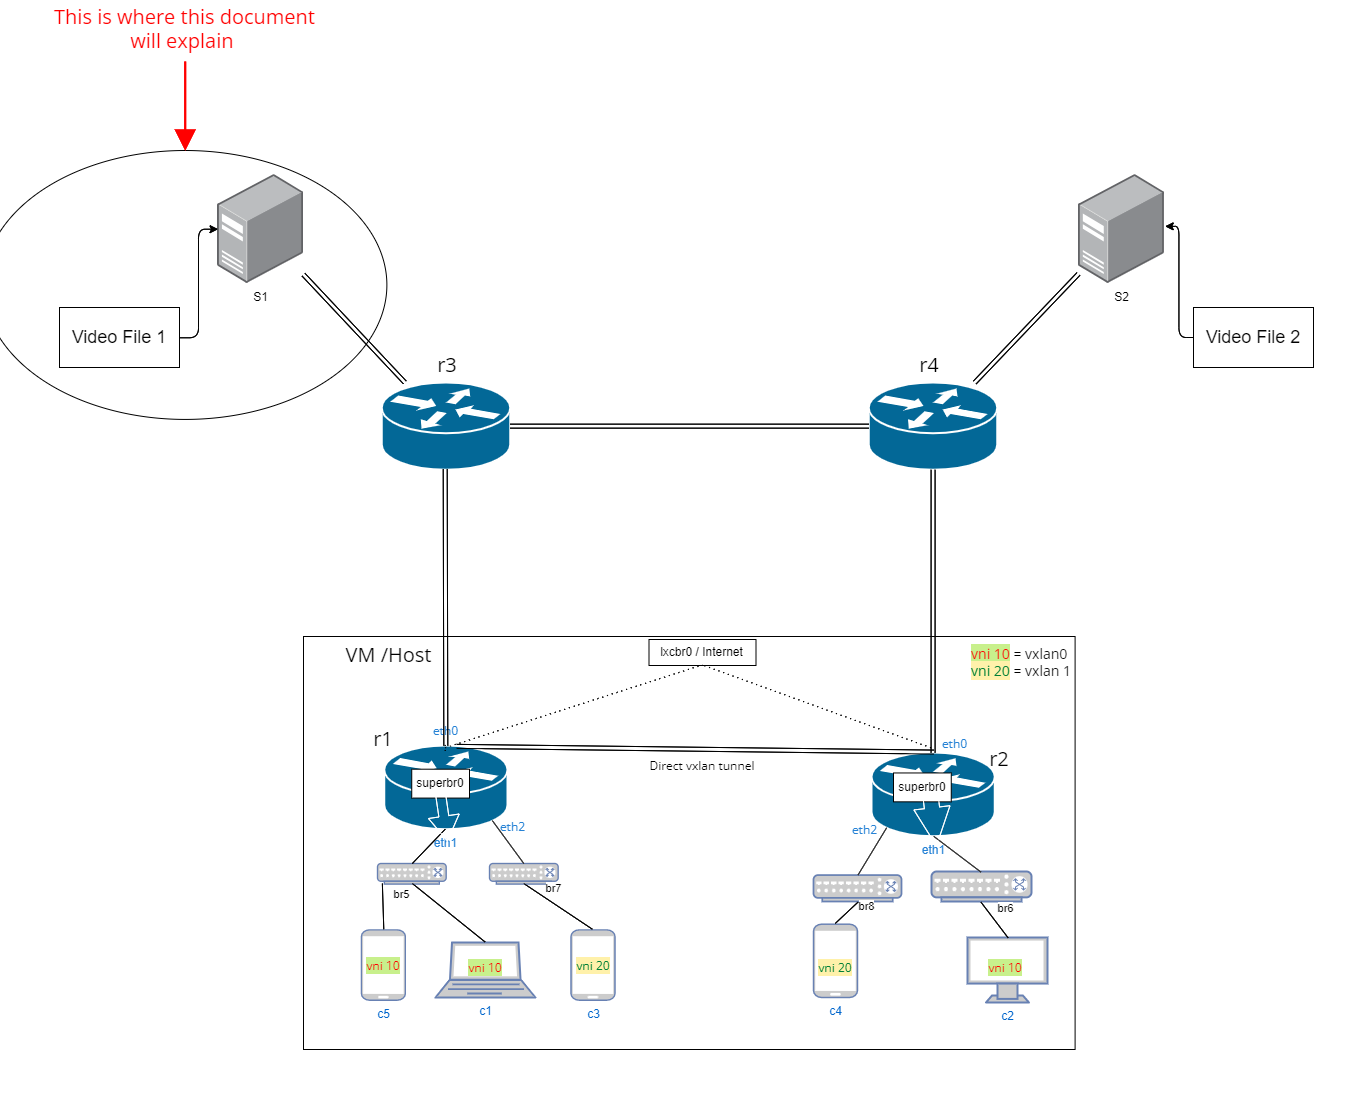 This is where this document
will explain
S1
Video File 1
S2
Video File 2
r3
r4
VM /Host
lxcbr0 / Internet
vni 10 = vxlan0
vni 20 = vxlan 1
eth0
r1
eth0
r2
Direct vxlan tunnel
superbr0
superbr0
eth2
eth1
eth2
eth1
br5
br7
br8
br6
vni 10
vni 10
vni 20
vni 20
vni 10
c5
c1
c3
c4
c2